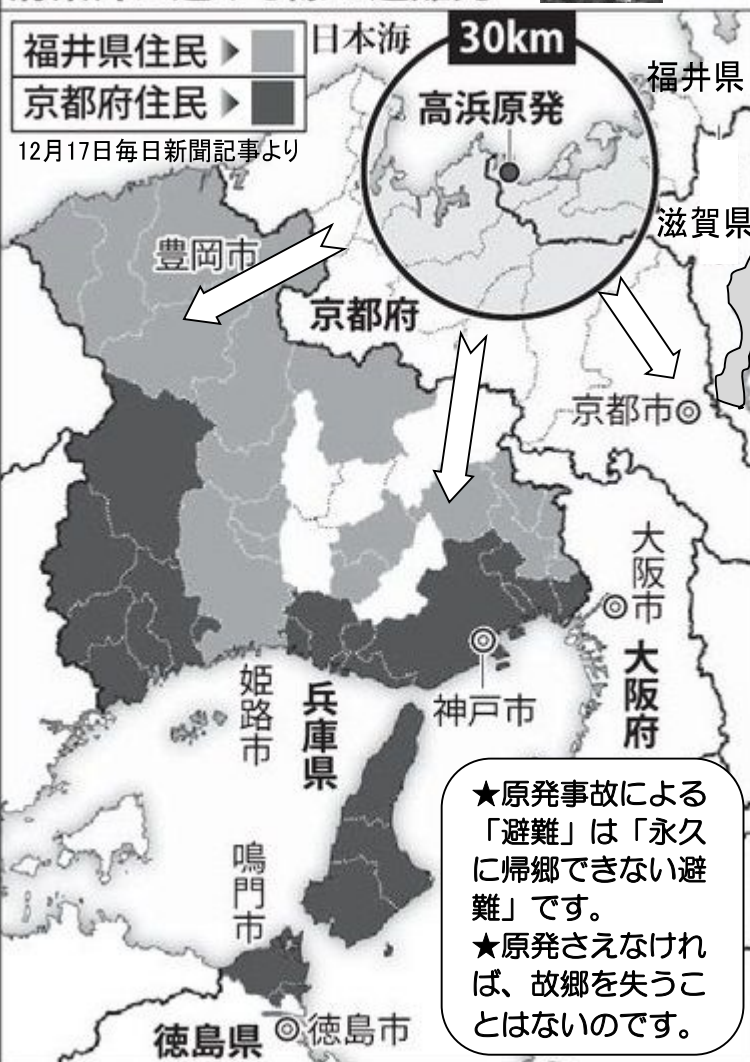 福井県住民
京都府住民
12月17日毎日新聞記事より
日本海
30km
高浜原発
福井県
滋賀県
豊岡市
京都府
京都市
大阪市
大阪府
神戸市
姫路市
兵庫県
鳴門市
徳島県
徳島市
★原発事故による
「避難」は「永久
に帰郷できない避
難」です。
★原発さえなけれ
ば、故郷を失うこ
とはないのです。